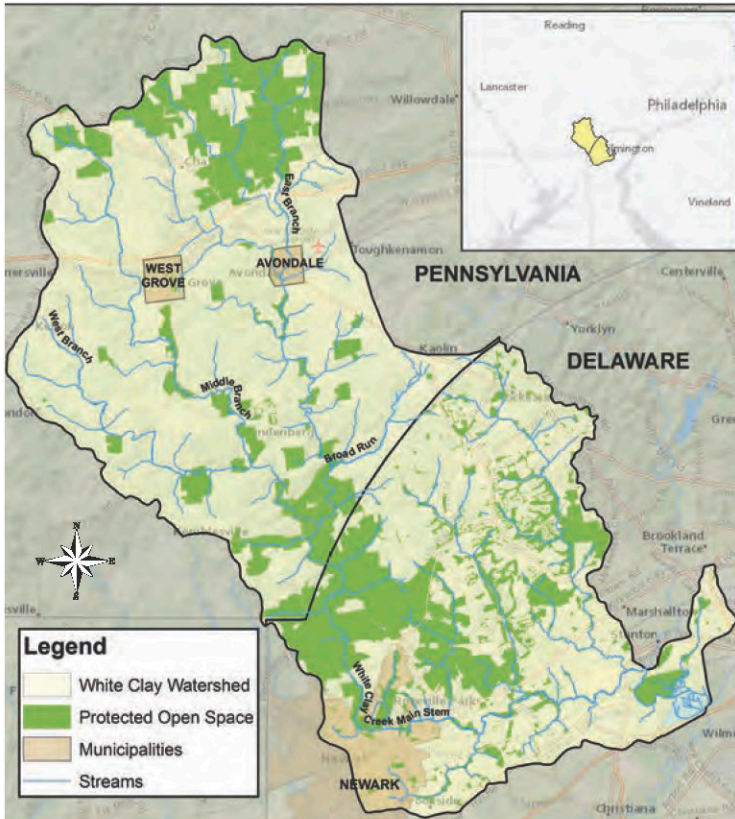 Reading
Lancaster
Philadelphia
Vineland
Willowdale
East Branch
Toughkenamon
WEST
GROVE
AVONDALE
Grove
PENNSYLVANIA
Centerville
Kaolin
Yorklyn
DELAWARE
West Branch
Middle
Branch
Broad Run
Brookland
Terrace
Marshallton
Stanton
N
W
E
S
Legend
White Clay Watershed
Protected Open Space
Municipalities
Streams
White Clay
Creek Main Stem
NEWARK
Christiana